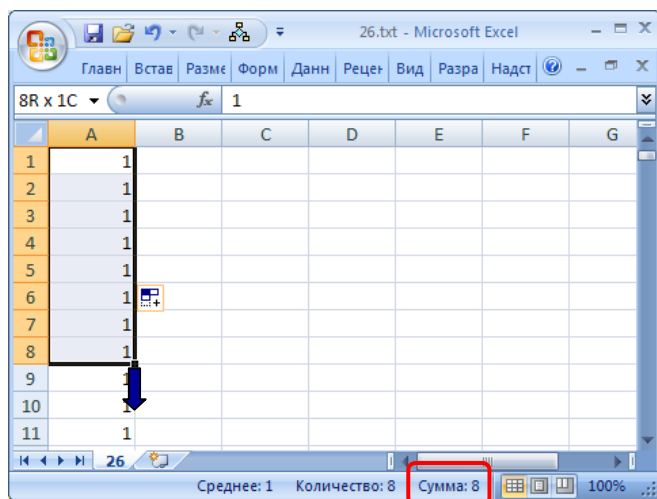 26.txt - Microsoft Excel
Главн Встав Разме Форм Данн Рецен Вид Разра Надст
8R x 1C fx 1
A B C D E F G
1 1
2 1
3 1
4 1
5 1
6 1
7 1
8 1
9 1
10 1
11 1
26
Среднее: 1 Количество: 8 Сумма: 8 100%